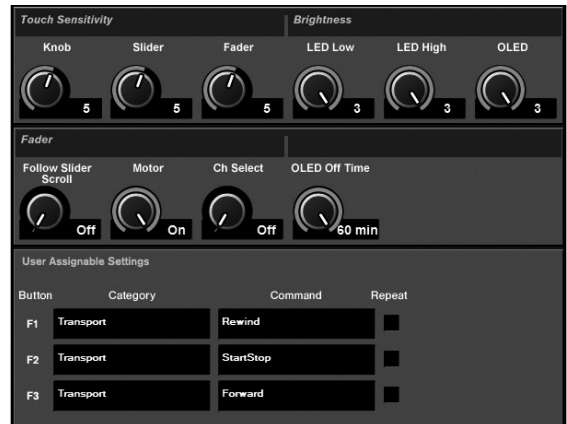 Touch Sensitivity Brightness
Knob Slider Fader LED Low LED High OLED
5 5 5 3 3 3
Fader
Follow Slider Scroll Motor Ch Select OLED Off Time
Off On Off 60 min
User Assignable Settings
Button Category Command Repeat
F1 Transport Rewind
F2 Transport StartStop
F3 Transport Forward